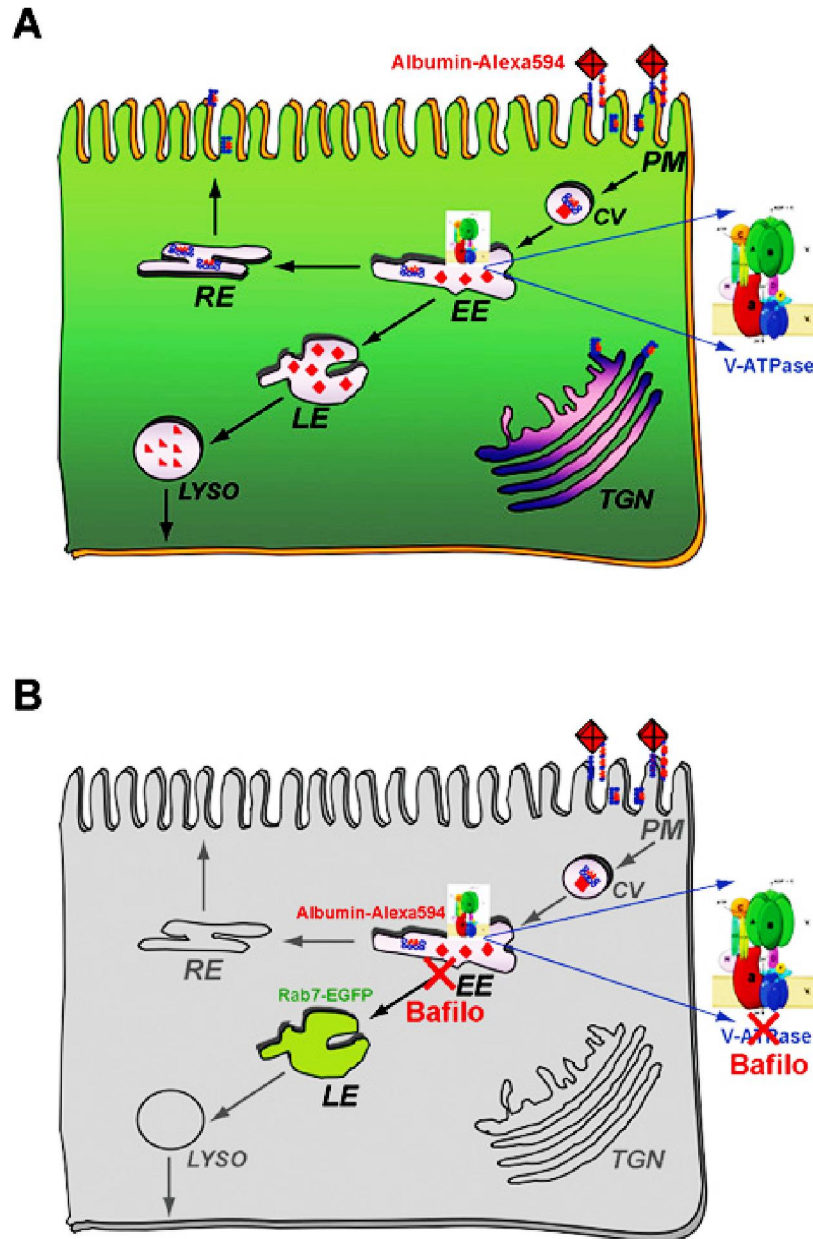 A
Albumin-Alexa594
PM
CV
RE
EE
V-ATPase
LE
LYSO
TGN
B
PM
CV
Albumin-Alexa594
RE
EE
Rab7-EGFP
Bafilo
V-ATPase
Bafilo
LE
LYSO
TGN